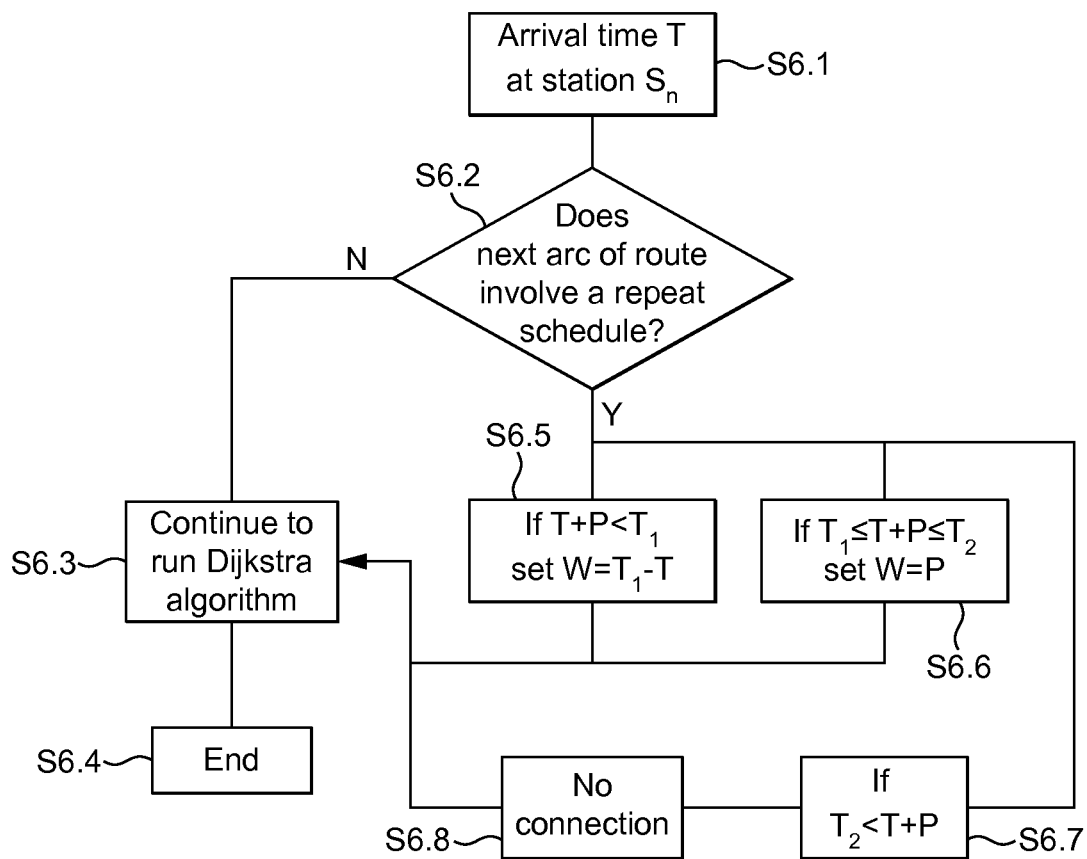 Arrival time T
at station Sₙ
S6.1
S6.2
Does
next arc of route
involve a repeat
schedule?
N
Y
S6.5
If T+P<T₁
set W=T₁-T
If T₁≤T+P≤T₂
set W=P
S6.6
Continue to
run Dijkstra
algorithm
S6.3
End
S6.4
No
connection
S6.8
If
T₂<T+P
S6.7